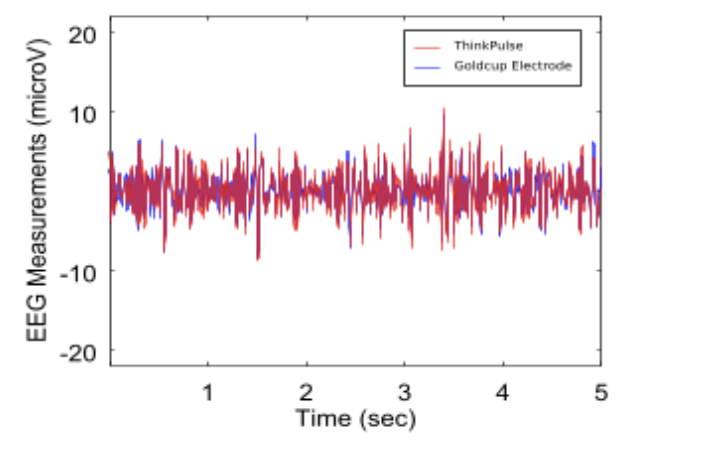 20
10
-10
-20
EEG Measurements (microV)
ThinkPulse
Goldcup Electrode
1 2 3 4 5
Time (sec)